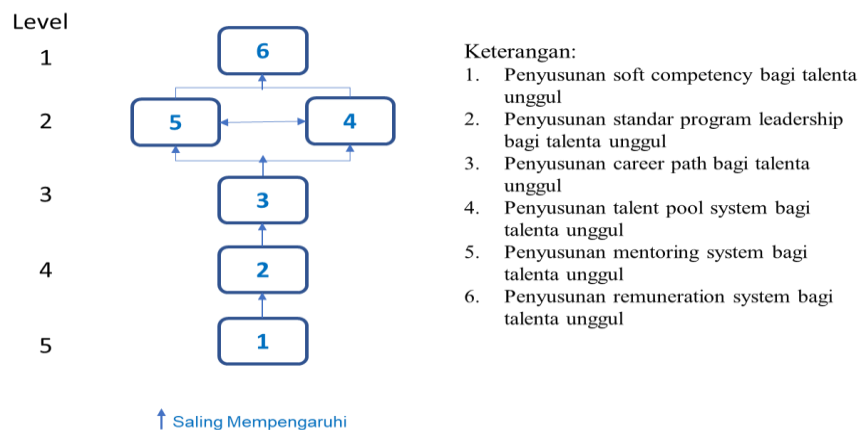 Level
1
6
2
5
4
3
3
4
2
5
1
Saling Mempengaruhi
Keterangan:
1. Penyusunan soft competency bagi talenta
unggul
2. Penyusunan standar program leadership
bagi talenta unggul
3. Penyusunan career path bagi talenta
unggul
4. Penyusunan talent pool system bagi
talenta unggul
5. Penyusunan mentoring system bagi
talenta unggul
6. Penyusunan remuneration system bagi
talenta unggul